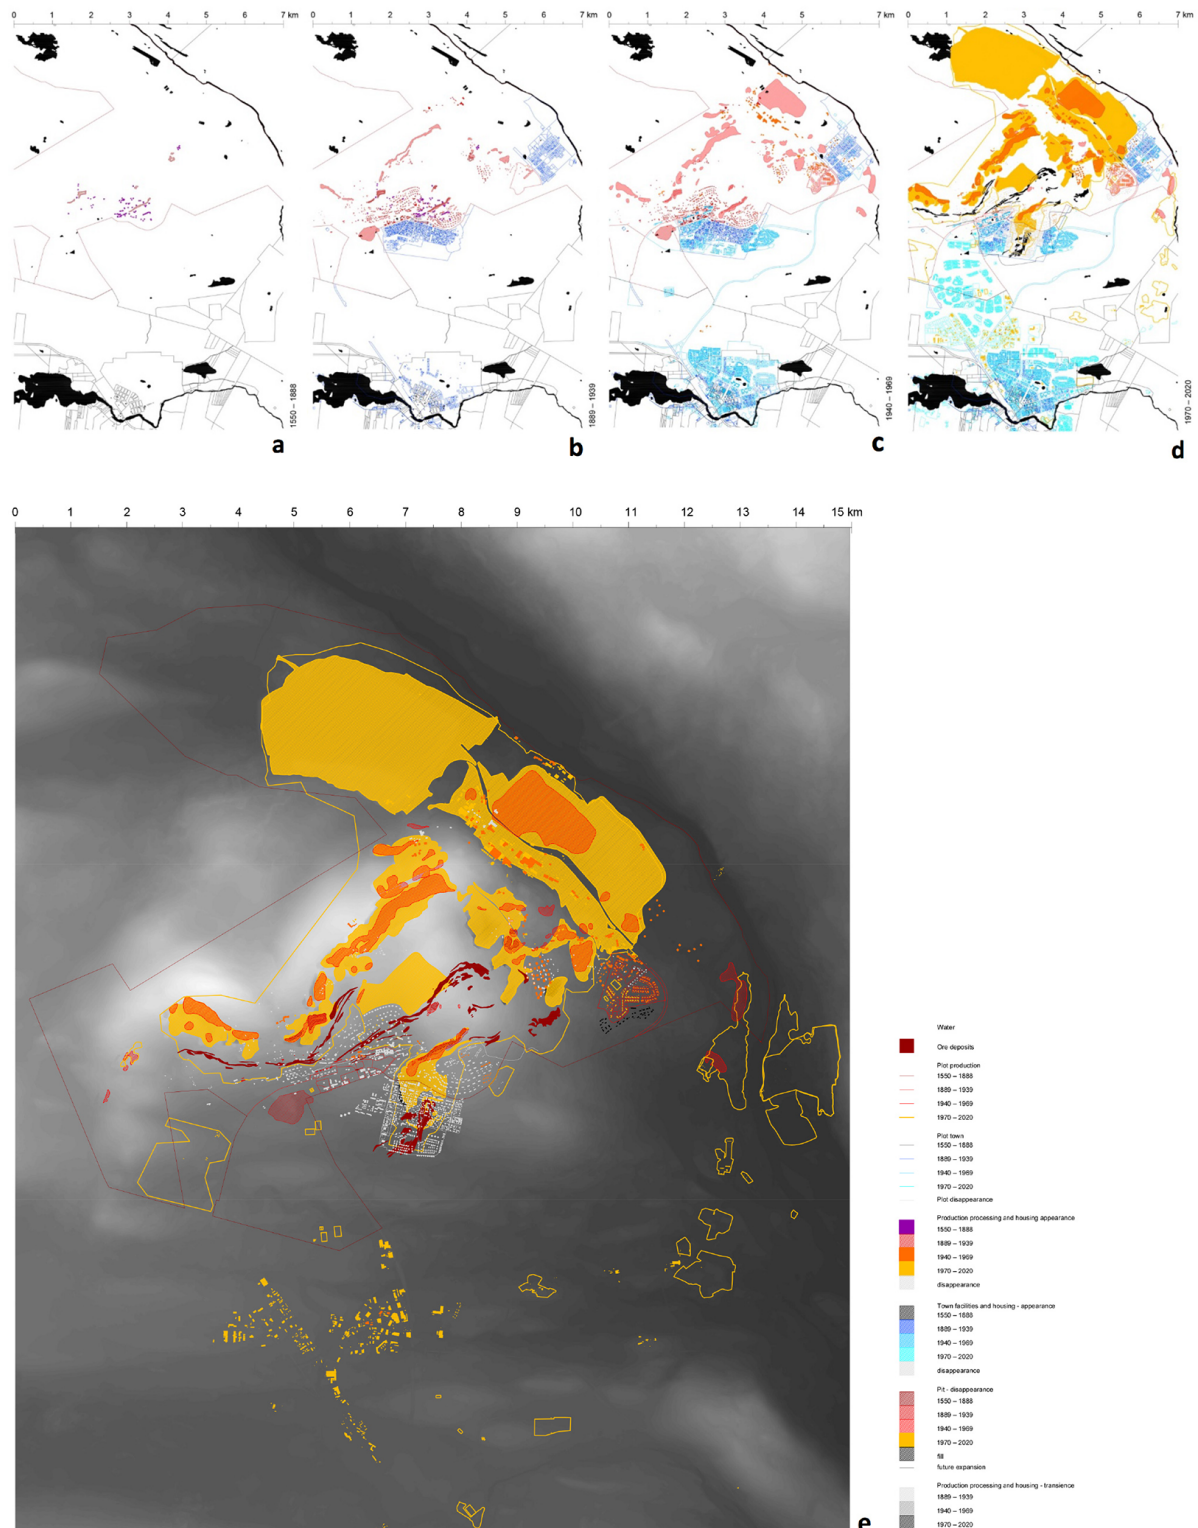 0 1 2 3 4 5 6 7 km
0 1 2 3 4 5 6 7 km
0 1 2 3 4 5 6 7 km
0 1 2 3 4 5 6 7 km
1550 – 1888
1889 – 1939
1940 – 1969
1970 – 2020
a
b
c
d
0 1 2 3 4 5 6 7 8 9 10 11 12 13 14 15 km
e
Water
Ore deposits
Plot production
1550 – 1888
1889 – 1939
1940 – 1969
1970 – 2020
Plot town
1550 – 1888
1889 – 1939
1940 – 1969
1970 – 2020
Plot disappearance
Production processing and housing appearance
1550 – 1888
1889 – 1939
1940 – 1969
1970 – 2020
disappearance
Town facilities and housing - appearance
1550 – 1888
1889 – 1939
1940 – 1969
1970 – 2020
disappearance
Pit - disappearance
1550 – 1888
1889 – 1939
1940 – 1969
1970 – 2020
fill
future expansion
Production processing and housing - transience
1889 – 1939
1940 – 1969
1970 – 2020